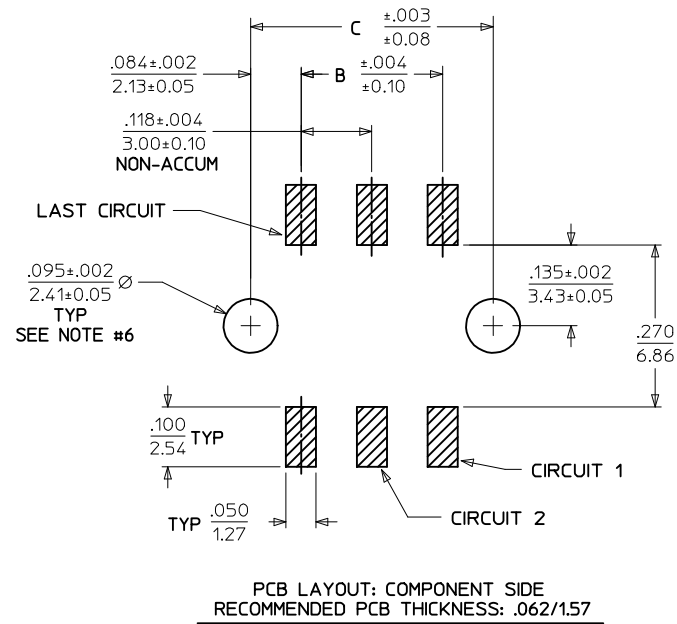 C ±.003
±0.08
.084±.002
2.13±0.05
B ±.004
±0.10
.118±.004
3.00±0.10
NON-ACCUM
LAST CIRCUIT
.095±.002 Ø
2.41±0.05
TYP
SEE NOTE #6
.135±.002
3.43±0.05
.270
6.86
.100 TYP
2.54
CIRCUIT 1
CIRCUIT 2
TYP .050
1.27
PCB LAYOUT: COMPONENT SIDE
RECOMMENDED PCB THICKNESS: .062/1.57